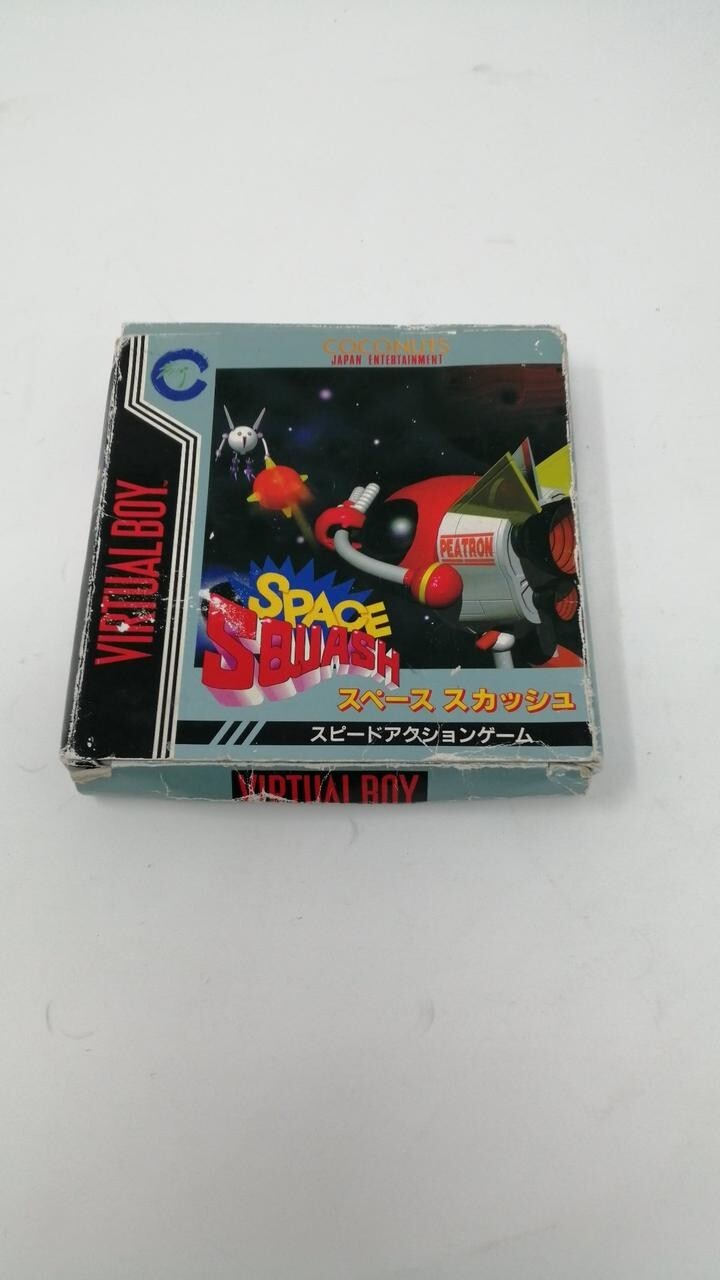 COCONUTS
JAPAN ENTERTAINMENT
VIRTUAL BOY™
PEATRON
SPACE
SQUASH
スペース スカッシュ
スピードアクションゲーム
VIRTUAL BOY